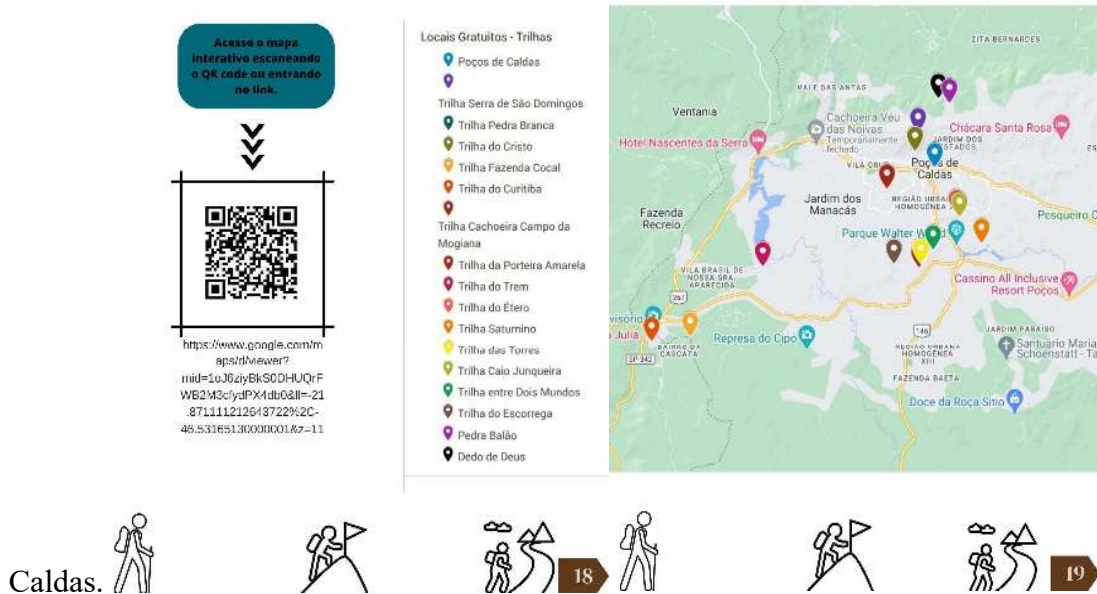 Acesse o mapa
interativo escaneando
o QR code ou entrando
no link.
https://www.google.com/m
aps/d/viewer?
WB2M3cfydPX4db0&ll=-21
.871111212643722%2C-
46.53165130000001&z=11
Locais Gratuitos - Trilhas
Poços de Caldas
Trilha Serra de São Domingos
Trilha Pedra Branca
Trilha do Cristo
Trilha Fazenda Cocal
Trilha do Curitiba
Trilha Cachoeira Campo da
Mogiana
Trilha da Porteira Amarela
Trilha do Trem
Trilha do Étero
Trilha Saturnino
Trilha das Torres
Trilha Caio Junqueira
Trilha entre Dois Mundos
Trilha do Escorrega
Pedra Balão
Dedo de Deus
ZITA BERNARDES
VALE DAS ANTAS
Ventania
Cachoeira Véu
das Noivas
Temporariamente
fechado
Chácara Santa Rosa
Hotel Nascentes da Serra
JARDIM DOS
ESTADOS
VILA CRUZ
Poços de
Caldas
Jardim dos
Manacás
REGIÃO URBANA
HOMOGÊNEA
Fazenda
Recreio
Pesqueiro
Parque Walter
VILA BRASIL DE
NOSSA SRA
APARECIDA
Cassino All Inclusive
Resort Poços
267
Julia
BAIRRO DA
CASCATA
SP-342
Represa do Cipó
146
JARDIM PARAÍSO
REGIÃO URBANA
HOMOGÊNEA
XIII
Santuário Maria
Schoenstatt - Ta
FAZENDA BAETA
Doce da Roça Sitio
Caldas.
18
19